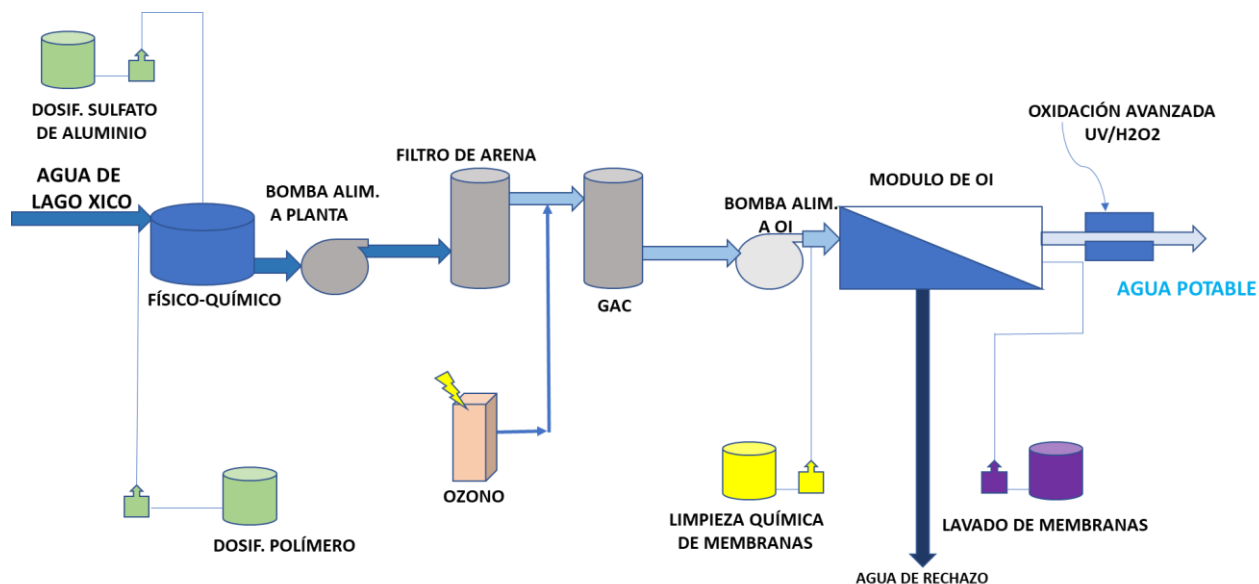 DOSIF. SULFATO
DE ALUMINIO
AGUA DE
LAGO XICO
FÍSICO-QUÍMICO
BOMBA ALIM.
A PLANTA
FILTRO DE ARENA
GAC
OZONO
DOSIF. POLÍMERO
BOMBA ALIM.
A OI
MODULO DE OI
OXIDACIÓN AVANZADA
UV/H2O2
AGUA POTABLE
LIMPIEZA QUÍMICA
DE MEMBRANAS
LAVADO DE MEMBRANAS
AGUA DE RECHAZO